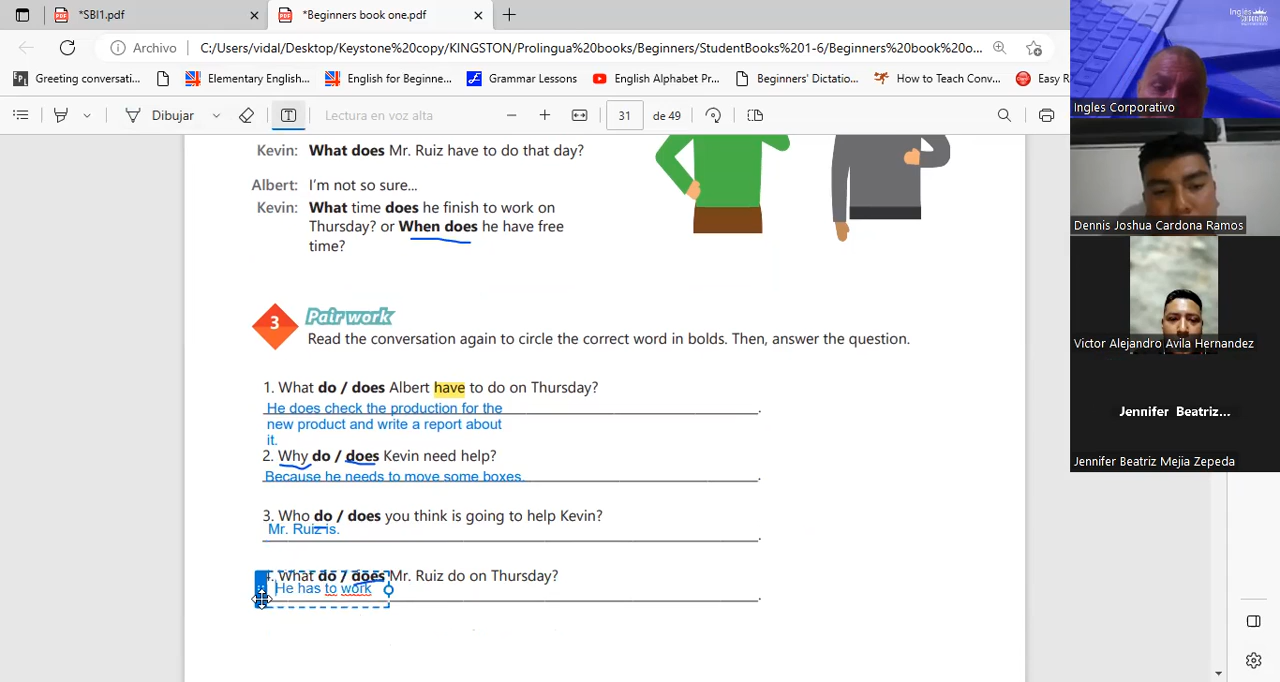 *SBI1.pdf
*Beginners book one.pdf
Archivo C:/Users/vidal/Desktop/Keystone%20copy/KINGSTON/Prolingua%20books/Beginners/StudentBooks%201-6/Beginners%20book%20o...
Greeting conversati...
Elementary English...
English for Beginne...
Grammar Lessons
English Alphabet Pr...
Beginners' Dictatio...
How to Teach Conv...
Easy R
Dibujar
Lectura en voz alta
31 de 49
Kevin: What does Mr. Ruiz have to do that day?
Albert: I'm not so sure...
Kevin: What time does he finish to work on
Thursday? or When does he have free
time?
3 Pair work
Read the conversation again to circle the correct word in bolds. Then, answer the question.
1. What do / does Albert have to do on Thursday?
He does check the production for the
new product and write a report about
it.
2. Why do / does Kevin need help?
Because he needs to move some boxes.
3. Who do / does you think is going to help Kevin?
Mr. Ruiz is.
4. What do / does Mr. Ruiz do on Thursday?
He has to work
Inglés Corporativo
Ingles Corporativo
Dennis Joshua Cardona Ramos
Victor Alejandro Avila Hernandez
Jennifer Beatriz...
Jennifer Beatriz Mejia Zepeda